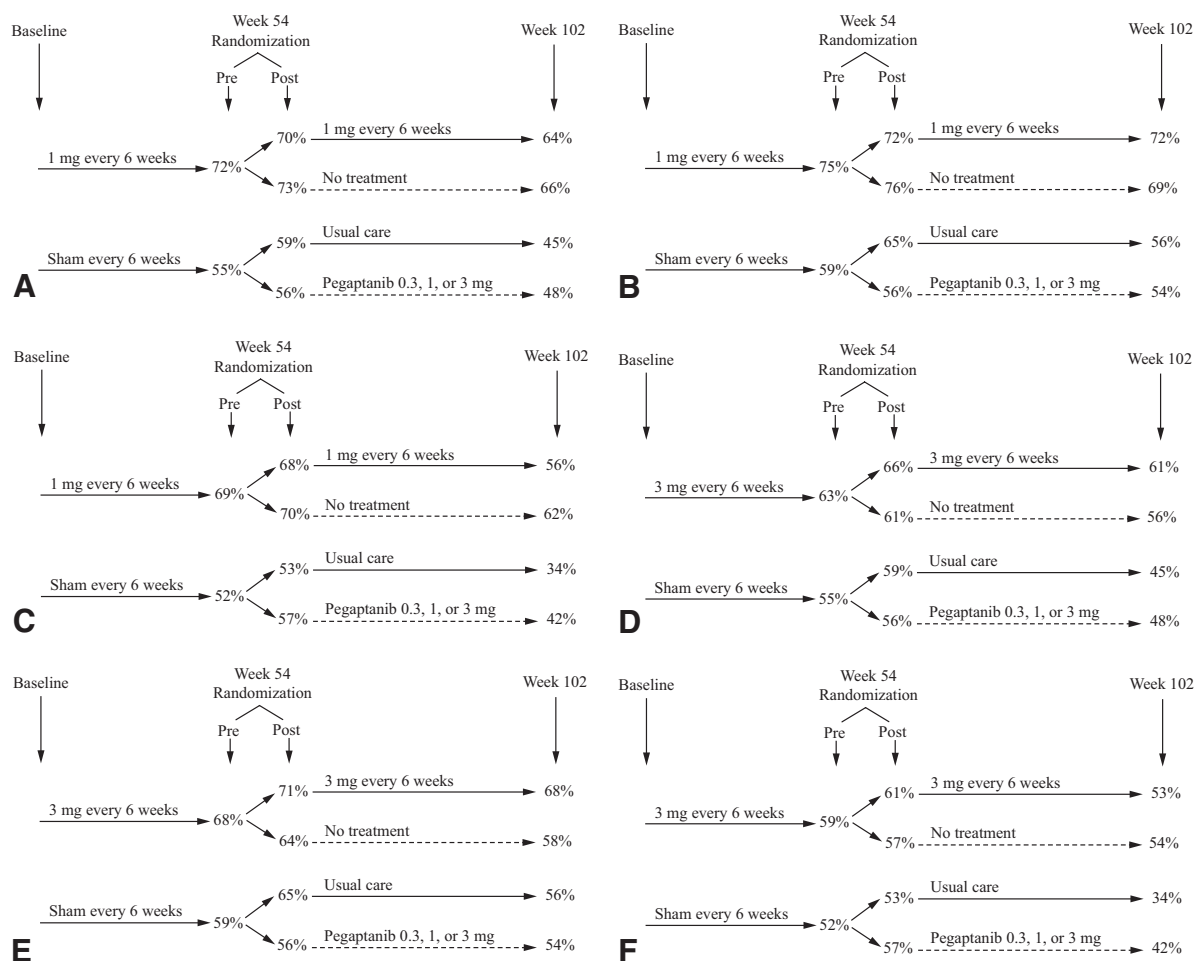 Baseline
Week 54
Randomization
Week 102
Pre
Post
70%
1 mg every 6 weeks
64%
1 mg every 6 weeks
72%
73%
No treatment
66%
59%
Usual care
45%
Sham every 6 weeks
55%
56%
Pegaptanib 0.3, 1, or 3 mg
48%
A
Baseline
Week 54
Randomization
Week 102
Pre
Post
72%
1 mg every 6 weeks
72%
1 mg every 6 weeks
75%
76%
No treatment
69%
65%
Usual care
56%
Sham every 6 weeks
59%
56%
Pegaptanib 0.3, 1, or 3 mg
54%
B
Baseline
Week 54
Randomization
Week 102
Pre
Post
68%
1 mg every 6 weeks
56%
1 mg every 6 weeks
69%
70%
No treatment
62%
53%
Usual care
34%
Sham every 6 weeks
52%
57%
Pegaptanib 0.3, 1, or 3 mg
42%
C
Baseline
Week 54
Randomization
Week 102
Pre
Post
66%
3 mg every 6 weeks
61%
3 mg every 6 weeks
63%
61%
No treatment
56%
59%
Usual care
45%
Sham every 6 weeks
55%
56%
Pegaptanib 0.3, 1, or 3 mg
48%
D
Baseline
Week 54
Randomization
Week 102
Pre
Post
71%
3 mg every 6 weeks
68%
3 mg every 6 weeks
68%
64%
No treatment
58%
65%
Usual care
56%
Sham every 6 weeks
59%
56%
Pegaptanib 0.3, 1, or 3 mg
54%
E
Baseline
Week 54
Randomization
Week 102
Pre
Post
61%
3 mg every 6 weeks
53%
3 mg every 6 weeks
59%
57%
No treatment
54%
53%
Usual care
34%
Sham every 6 weeks
52%
57%
Pegaptanib 0.3, 1, or 3 mg
42%
F